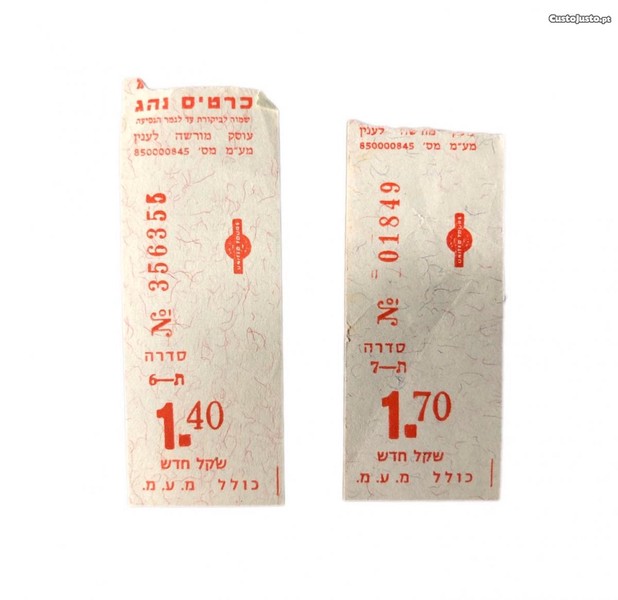 CustoJusto.pt
כרטיס נהג
שמורה לביקורת עד לגמר הנסיעה
עוסק מורשה לענין
מע״מ מס׳ 850000845
№ 356355
UNITED TOURS
סדרה
ת—6
1.40
שקל חדש
כולל מ.ע.מ.
מורשה לענין
מע״מ מס׳ 850000845
№ 01849
UNITED TOURS
סדרה
ת—7
1.70
שקל חדש
כולל מ.ע.מ.